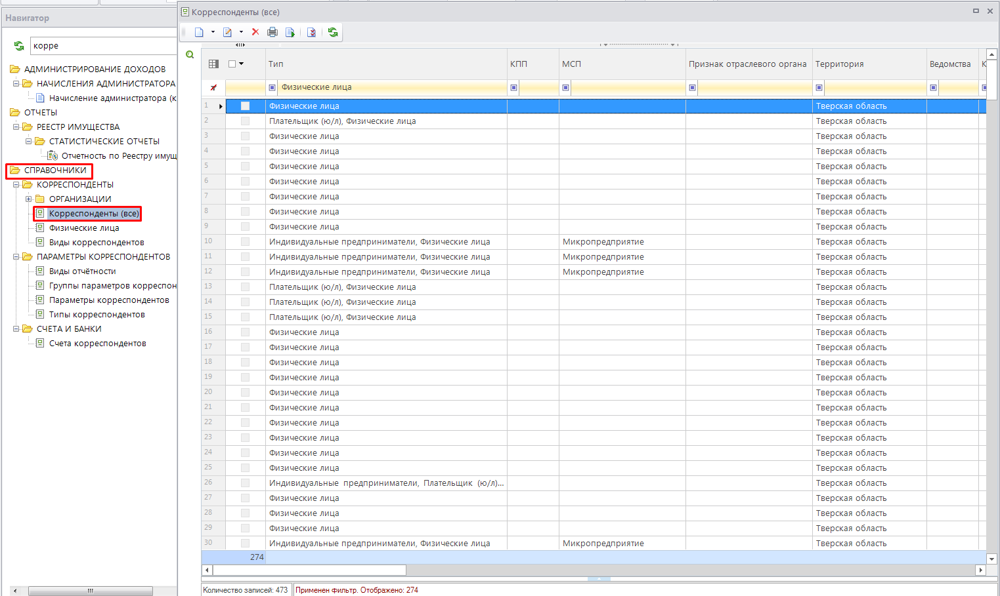 Навигатор
корре
АДМИНИСТРИРОВАНИЕ ДОХОДОВ
НАЧИСЛЕНИЯ АДМИНИСТРАТОРА
Начисление администратора (к
ОТЧЕТЫ
РЕЕСТР ИМУЩЕСТВА
СТАТИСТИЧЕСКИЕ ОТЧЕТЫ
Отчетность по Реестру имущ
СПРАВОЧНИКИ
КОРРЕСПОНДЕНТЫ
ОРГАНИЗАЦИИ
Корреспонденты (все)
Физические лица
Виды корреспондентов
ПАРАМЕТРЫ КОРРЕСПОНДЕНТОВ
Виды отчётности
Группы параметров корреспон
Параметры корреспондентов
Типы корреспондентов
СЧЕТА И БАНКИ
Счета корреспондентов
Корреспонденты (все)
Тип КПП МСП Признак отраслевого органа Территория Ведомства К
Физические лица
1 Физические лица Тверская область
2 Плательщик (ю/л), Физические лица Тверская область
3 Физические лица Тверская область
4 Физические лица Тверская область
5 Физические лица Тверская область
6 Физические лица Тверская область
7 Физические лица Тверская область
8 Физические лица Тверская область
9 Физические лица Тверская область
10 Индивидуальные предприниматели, Физические лица Микропредприятие Тверская область
11 Индивидуальные предприниматели, Физические лица Микропредприятие Тверская область
12 Индивидуальные предприниматели, Физические лица Микропредприятие Тверская область
13 Плательщик (ю/л), Физические лица Тверская область
14 Плательщик (ю/л), Физические лица Тверская область
15 Плательщик (ю/л), Физические лица Тверская область
16 Физические лица Тверская область
17 Физические лица Тверская область
18 Физические лица Тверская область
19 Физические лица Тверская область
20 Физические лица Тверская область
21 Физические лица Тверская область
22 Физические лица Тверская область
23 Физические лица Тверская область
24 Физические лица Тверская область
25 Физические лица Тверская область
26 Индивидуальные предприниматели, Плательщик (ю/л)... Тверская область
27 Физические лица Тверская область
28 Физические лица Тверская область
29 Физические лица Тверская область
30 Индивидуальные предприниматели, Физические лица Микропредприятие Тверская область
274
Количество записей: 473 Применен фильтр. Отображено: 274